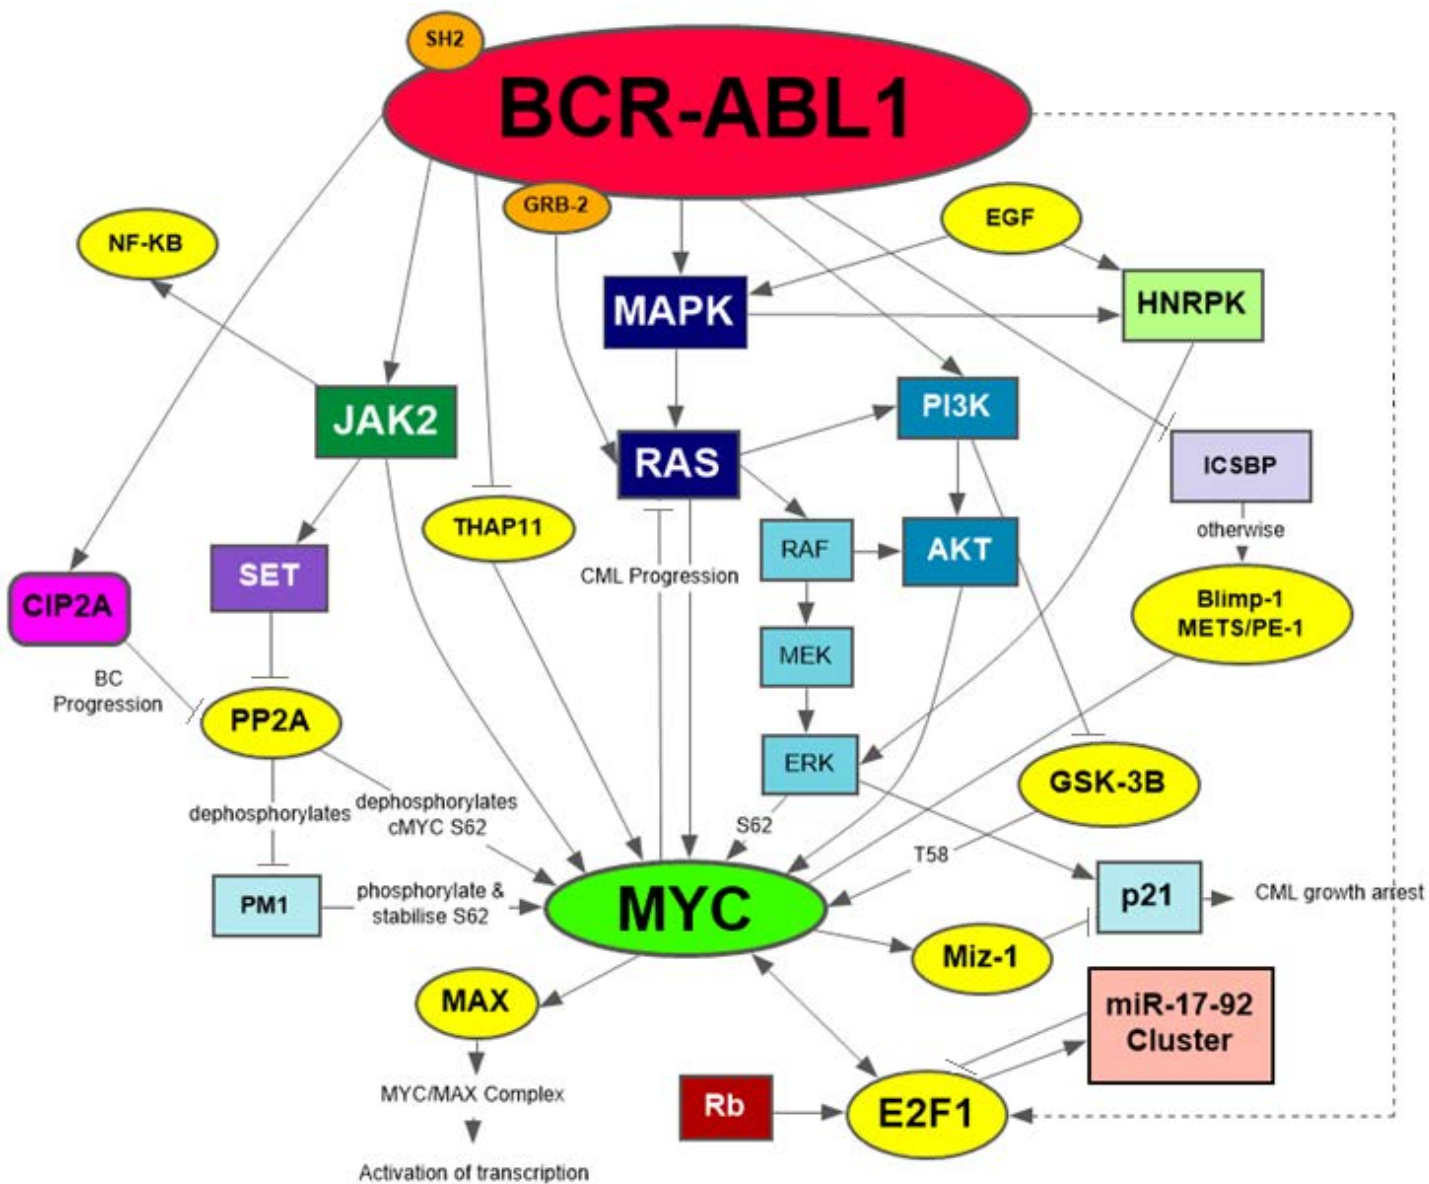 SH2
BCR-ABL1
GRB-2
EGF
NF-KB
MAPK
HNRPK
JAK2
PI3K
RAS
ICSBP
THAP11
otherwise
RAF
AKT
SET
CML Progression
CIP2A
Blimp-1
METS/PE-1
MEK
BC
Progression
PP2A
ERK
GSK-3B
dephosphorylates
dephosphorylates
cMYC S62
S62
T58
PM1
phosphorylate &
stabilise S62
MYC
p21
CML growth arrest
Miz-1
MAX
miR-17-92
Cluster
MYC/MAX Complex
Rb
E2F1
Activation of transcription